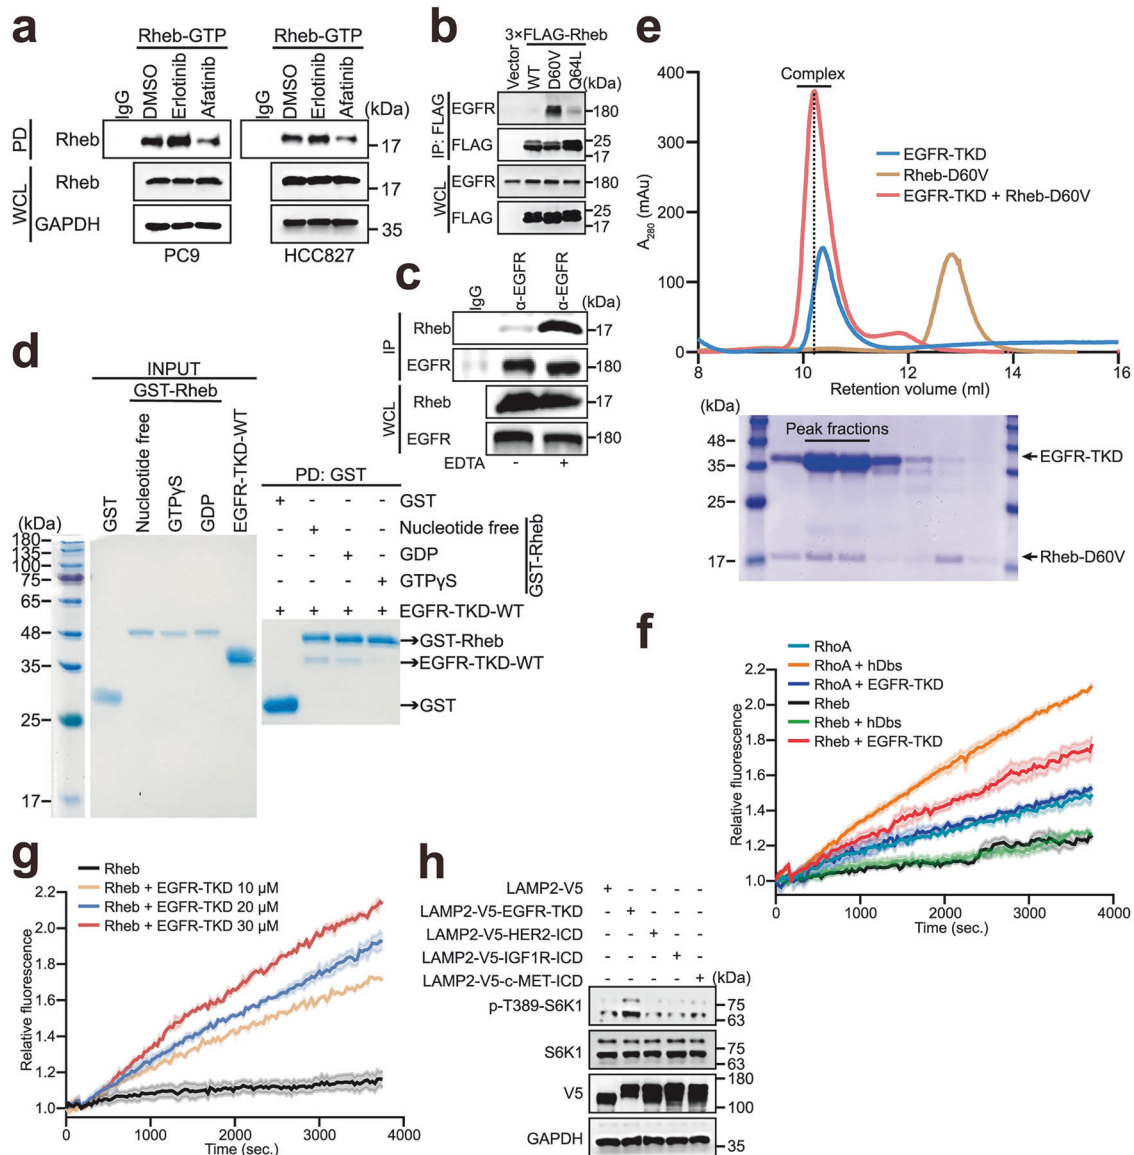 a
Rheb-GTP
Rheb-GTP
IgG
DMSO
Erlotinib
Afatinib
IgG
DMSO
Erlotinib
Afatinib
(kDa)
PD
Rheb
17
WCL
Rheb
17
GAPDH
35
PC9
HCC827
b
3×FLAG-Rheb
Vector
WT
D60V
Q64L
(kDa)
IP: FLAG
EGFR
180
FLAG
25
17
WCL
EGFR
180
FLAG
25
17
c
IgG
α-EGFR
α-EGFR
(kDa)
IP
Rheb
17
EGFR
180
WCL
Rheb
17
EGFR
180
EDTA - +
d
INPUT
GST-Rheb
GST
Nucleotide free
GTPγS
GDP
EGFR-TKD-WT
(kDa)
180
135
100
75
65
48
35
25
17
PD: GST
+ - - - GST
- + - - Nucleotide free
- - + - GDP
- - - + GTPγS
GST-Rheb
+ + + + EGFR-TKD-WT
GST-Rheb
EGFR-TKD-WT
GST
e
Complex
400
300
200
100
0
A280 (mAu)
EGFR-TKD
Rheb-D60V
EGFR-TKD + Rheb-D60V
8 10 12 14 16
Retention volume (ml)
(kDa)
Peak fractions
48
35
25
17
EGFR-TKD
Rheb-D60V
f
RhoA
RhoA + hDbs
RhoA + EGFR-TKD
Rheb
Rheb + hDbs
Rheb + EGFR-TKD
2.2
2.0
1.8
1.6
1.4
1.2
1.0
Relative fluorescence
0 1000 2000 3000 4000
Time (sec.)
g
Rheb
Rheb + EGFR-TKD 10 μM
Rheb + EGFR-TKD 20 μM
Rheb + EGFR-TKD 30 μM
2.2
2.0
1.8
1.6
1.4
1.2
1.0
Relative fluorescence
0 1000 2000 3000 4000
Time (sec.)
h
LAMP2-V5 + - - - -
LAMP2-V5-EGFR-TKD - + - - -
LAMP2-V5-HER2-ICD - - + - -
LAMP2-V5-IGF1R-ICD - - - + -
LAMP2-V5-c-MET-ICD - - - - + (kDa)
p-T389-S6K1
75
63
S6K1
75
63
V5
180
100
GAPDH
35